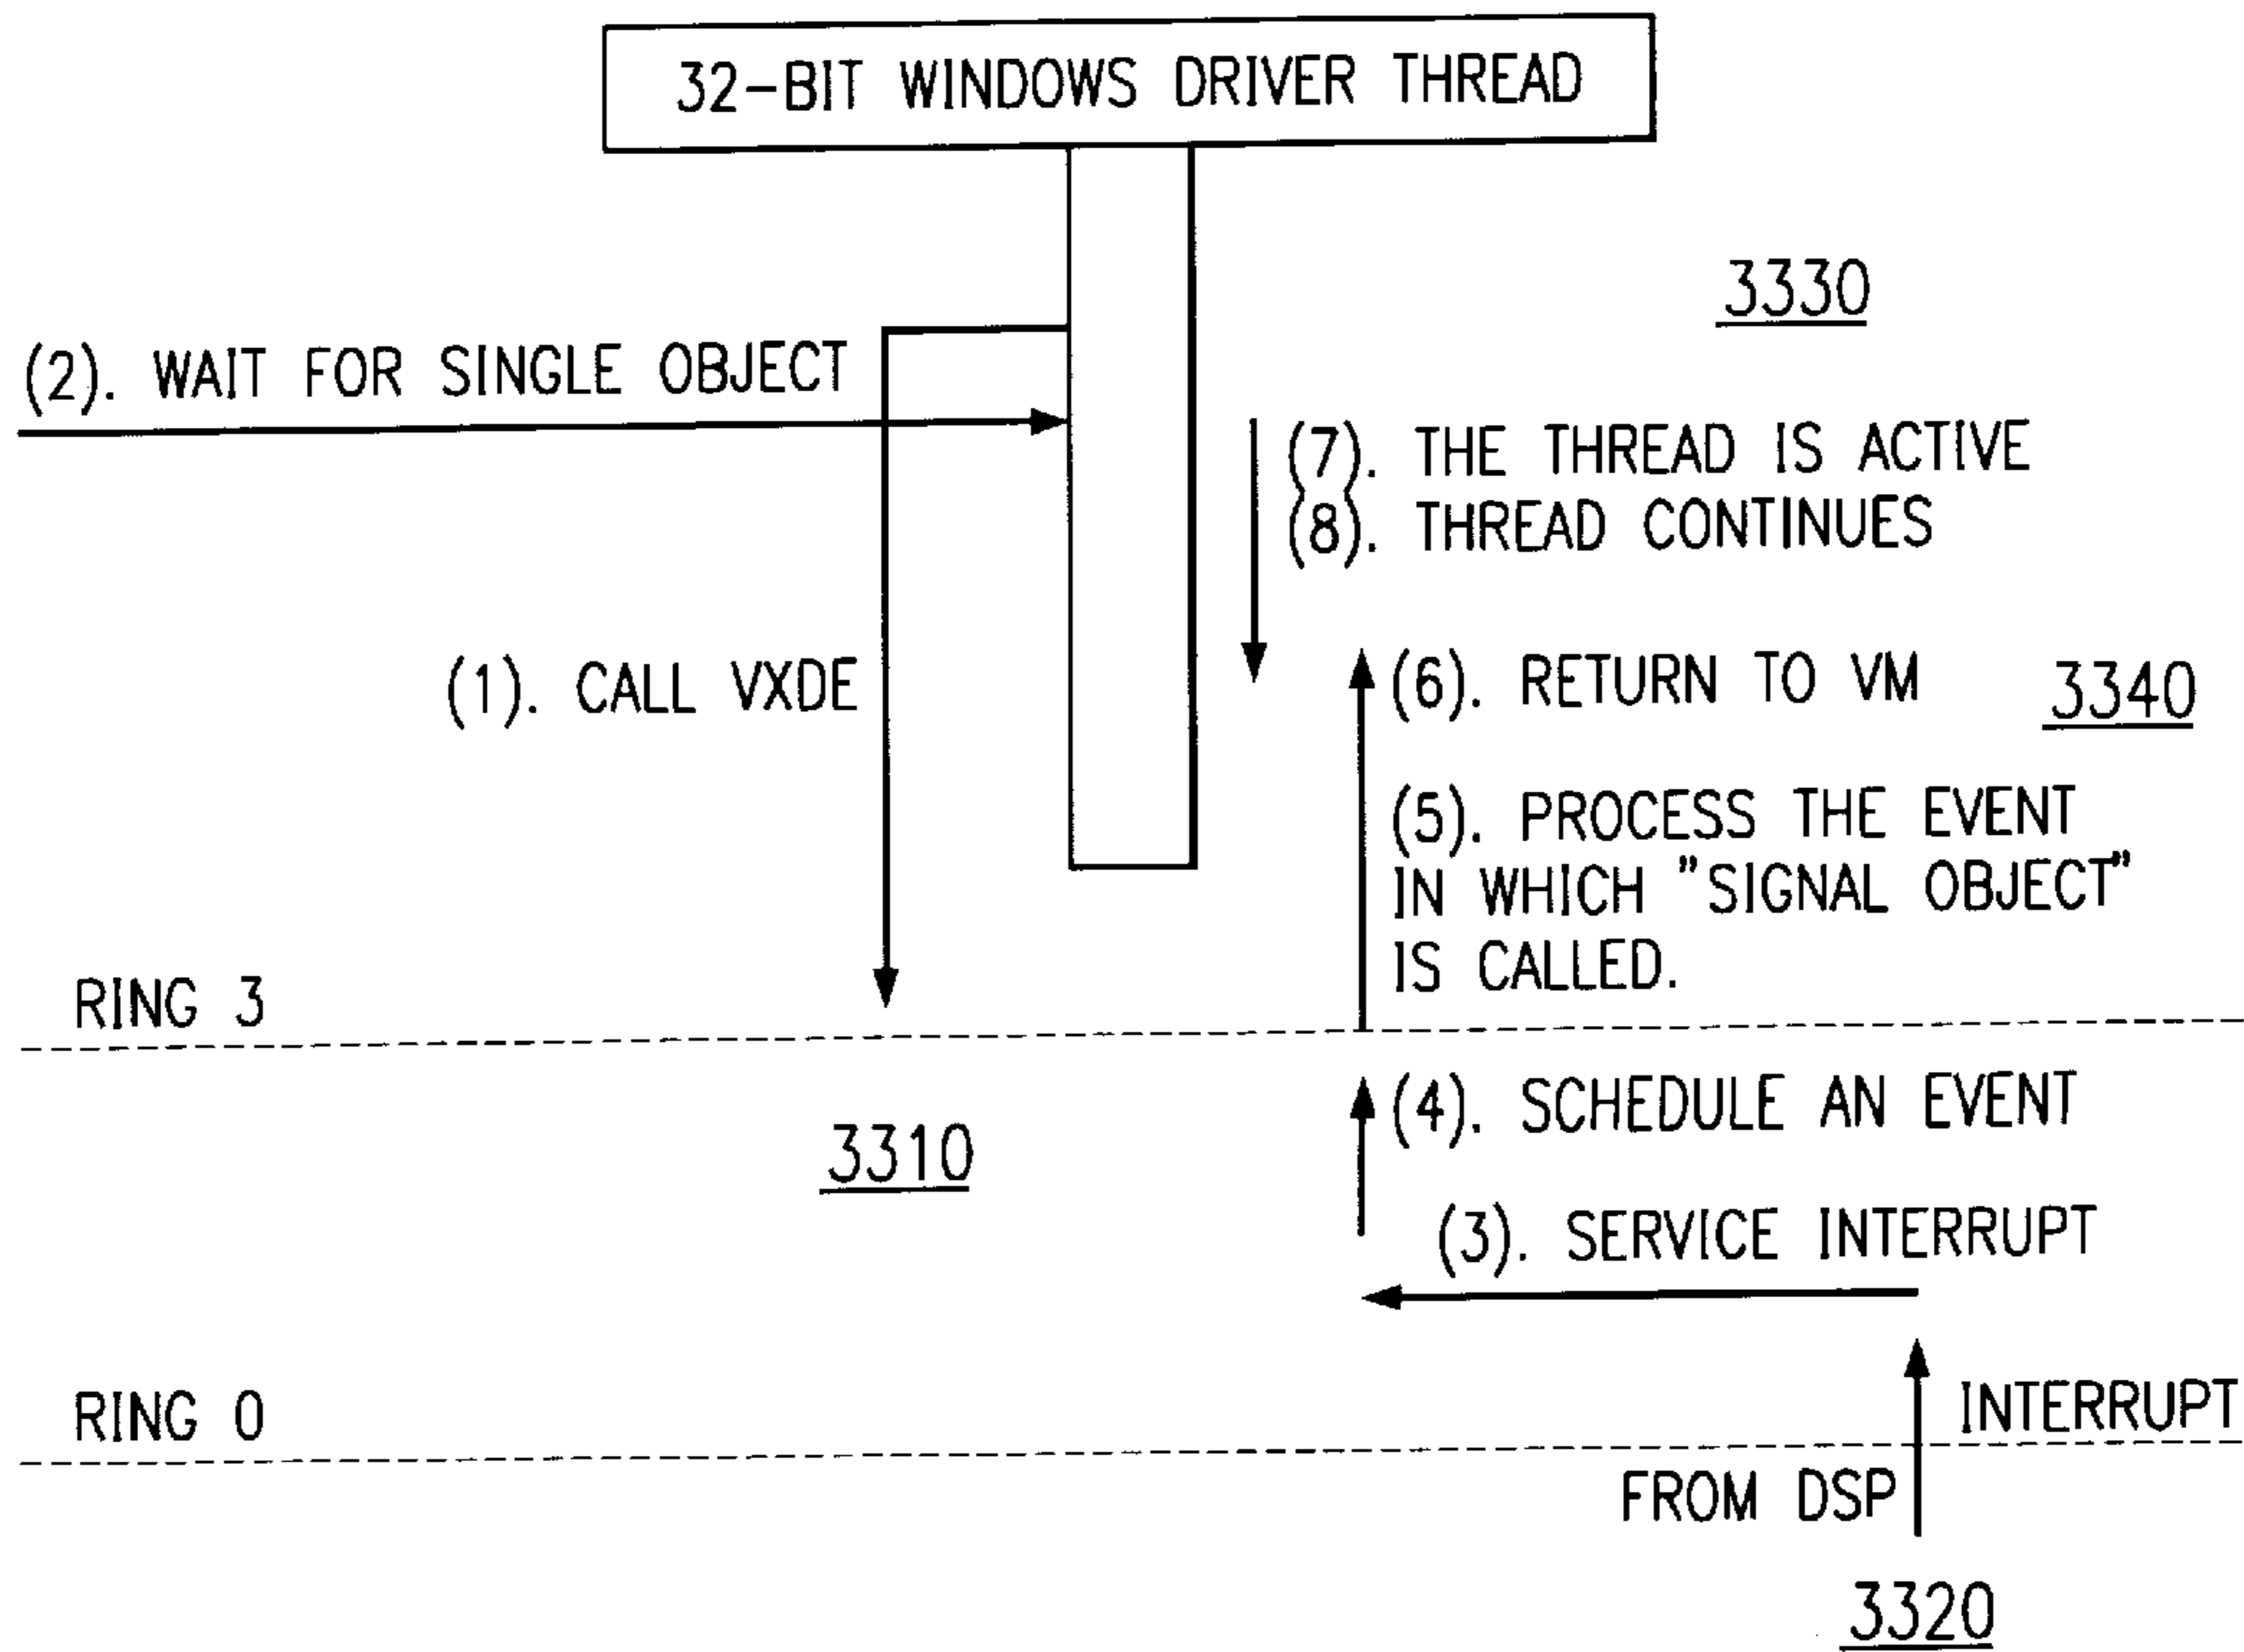 32-BIT WINDOWS DRIVER THREAD
3330
(2). WAIT FOR SINGLE OBJECT
(7). THE THREAD IS ACTIVE
(8). THREAD CONTINUES
(1). CALL VXDE
(6). RETURN TO VM
3340
(5). PROCESS THE EVENT
IN WHICH "SIGNAL OBJECT"
IS CALLED.
RING 3
(4). SCHEDULE AN EVENT
3310
(3). SERVICE INTERRUPT
RING 0
INTERRUPT
FROM DSP
3320